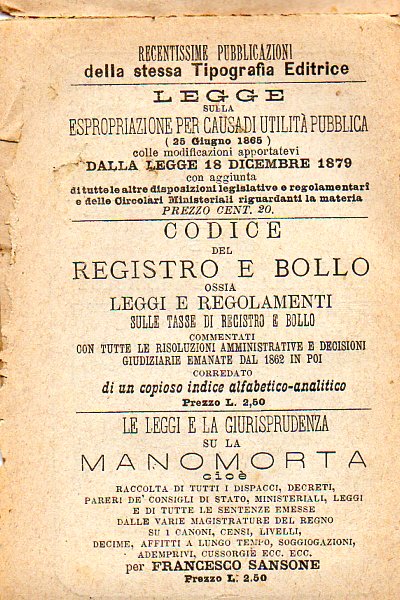 RECENTISSIME PUBBLICAZIONI
della stessa Tipografia Editrice
LEGGE
SULLA
ESPROPRIAZIONE PER CAUSA DI UTILITÀ PUBBLICA
( 25 Giugno 1865 )
colle modificazioni apportatevi
DALLA LEGGE 18 DICEMBRE 1879
con aggiunta
di tutte le altre disposizioni legislative e regolamentari
e delle Circolari Ministeriali riguardanti la materia
PREZZO CENT. 20.
CODICE
DEL
REGISTRO E BOLLO
OSSIA
LEGGI E REGOLAMENTI
SULLE TASSE DI REGISTRO E BOLLO
COMMENTATI
CON TUTTE LE RISOLUZIONI AMMINISTRATIVE E DECISIONI
GIUDIZIARIE EMANATE DAL 1862 IN POI
CORREDATO
di un copioso indice alfabetico-analitico
Prezzo L. 2,50
LE LEGGI E LA GIURISPRUDENZA
SU LA
MANOMORTA
cioè
RACCOLTA DI TUTTI I DISPACCI, DECRETI,
PARERI DE' CONSIGLI DI STATO, MINISTERIALI, LEGGI
E DI TUTTE LE SENTENZE EMESSE
DALLE VARIE MAGISTRATURE DEL REGNO
SU I CANONI, CENSI, LIVELLI,
DECIME, AFFITTI A LUNGO TEMPO, SOGGIOGAZIONI,
ADEMPRIVI, CUSSORGIE ECC. ECC.
per FRANCESCO SANSONE
Prezzo L. 2.50